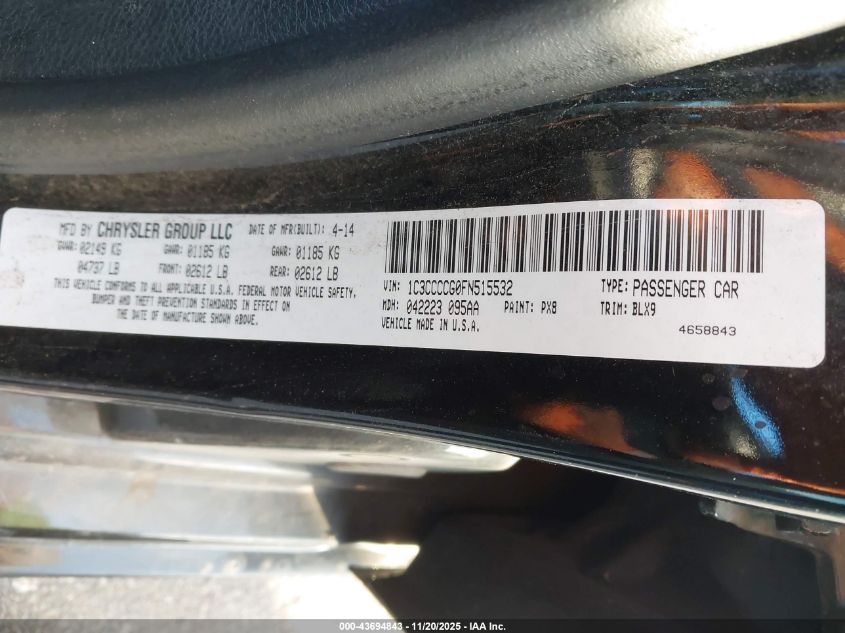 MFD BY CHRYSLER GROUP LLC DATE OF MFR(BUILT): 4-14
GVWR: 02149 KG GAWR: 01185 KG GAWR: 01185 KG
04737 LB FRONT: 02612 LB REAR: 02612 LB
THIS VEHICLE CONFORMS TO ALL APPLICABLE U.S.A. FEDERAL MOTOR VEHICLE SAFETY,
BUMPER AND THEFT PREVENTION STANDARDS IN EFFECT ON
THE DATE OF MANUFACTURE SHOWN ABOVE.
VIN: 1C3CCCCG0FN515532 TYPE: PASSENGER CAR
MDH: 042223 095AA PAINT: PX8 TRIM: BLX9
VEHICLE MADE IN U.S.A. 4658843
000-43694843 | 11/20/2025 - IAA Inc.